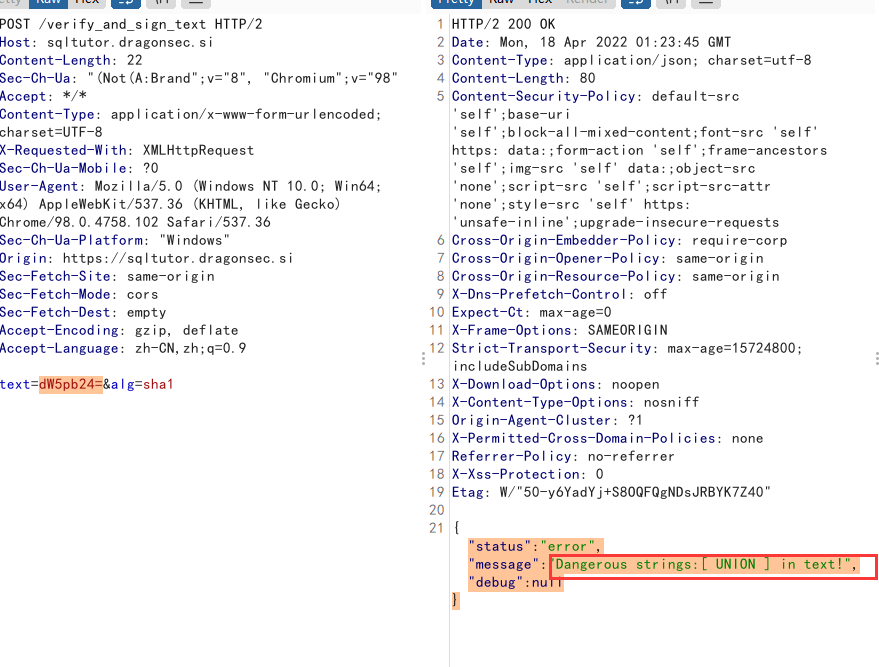 Pretty Raw Hex
POST /verify_and_sign_text HTTP/2
Host: sqltutor.dragonsec.si
Content-Length: 22
Sec-Ch-Ua: "(Not(A:Brand";v="8", "Chromium";v="98"
Accept: */*
Content-Type: application/x-www-form-urlencoded;
charset=UTF-8
X-Requested-With: XMLHttpRequest
Sec-Ch-Ua-Mobile: ?0
User-Agent: Mozilla/5.0 (Windows NT 10.0; Win64;
x64) AppleWebKit/537.36 (KHTML, like Gecko)
Chrome/98.0.4758.102 Safari/537.36
Sec-Ch-Ua-Platform: "Windows"
Origin: https://sqltutor.dragonsec.si
Sec-Fetch-Site: same-origin
Sec-Fetch-Mode: cors
Sec-Fetch-Dest: empty
Accept-Encoding: gzip, deflate
Accept-Language: zh-CN,zh;q=0.9
text=dW5pb24=&alg=sha1
Pretty Raw Hex Render
1 HTTP/2 200 OK
2 Date: Mon, 18 Apr 2022 01:23:45 GMT
3 Content-Type: application/json; charset=utf-8
4 Content-Length: 80
5 Content-Security-Policy: default-src
'self';base-uri
'self';block-all-mixed-content;font-src 'self'
https: data:;form-action 'self';frame-ancestors
'self';img-src 'self' data:;object-src
'none';script-src 'self';script-src-attr
'none';style-src 'self' https:
'unsafe-inline';upgrade-insecure-requests
6 Cross-Origin-Embedder-Policy: require-corp
7 Cross-Origin-Opener-Policy: same-origin
8 Cross-Origin-Resource-Policy: same-origin
9 X-Dns-Prefetch-Control: off
10 Expect-Ct: max-age=0
11 X-Frame-Options: SAMEORIGIN
12 Strict-Transport-Security: max-age=15724800;
includeSubDomains
13 X-Download-Options: noopen
14 X-Content-Type-Options: nosniff
15 Origin-Agent-Cluster: ?1
16 X-Permitted-Cross-Domain-Policies: none
17 Referrer-Policy: no-referrer
18 X-Xss-Protection: 0
19 Etag: W/"50-y6YadYj+S8OQFQgNDsJRBYK7Z40"
20
21 {
"status":"error",
"message":"Dangerous strings:[ UNION ] in text!",
"debug":null
}